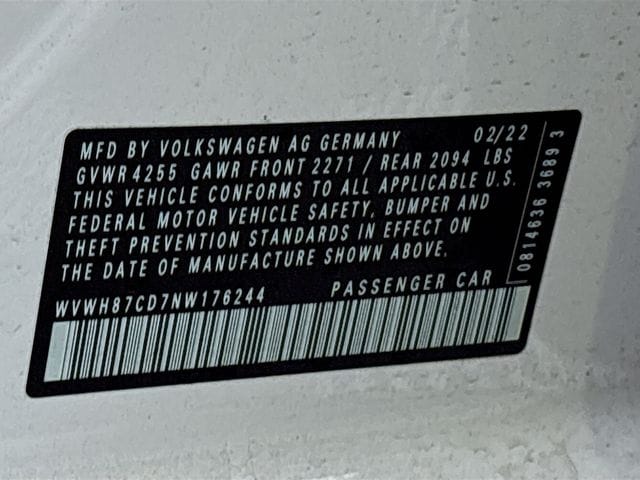 MFD BY VOLKSWAGEN AG GERMANY 02/22
GVWR 4255 GAWR FRONT 2271 / REAR 2094 LBS
THIS VEHICLE CONFORMS TO ALL APPLICABLE U.S.
FEDERAL MOTOR VEHICLE SAFETY, BUMPER AND
THEFT PREVENTION STANDARDS IN EFFECT ON
THE DATE OF MANUFACTURE SHOWN ABOVE.
WVWH87CD7NW176244 PASSENGER CAR
0814636 36893